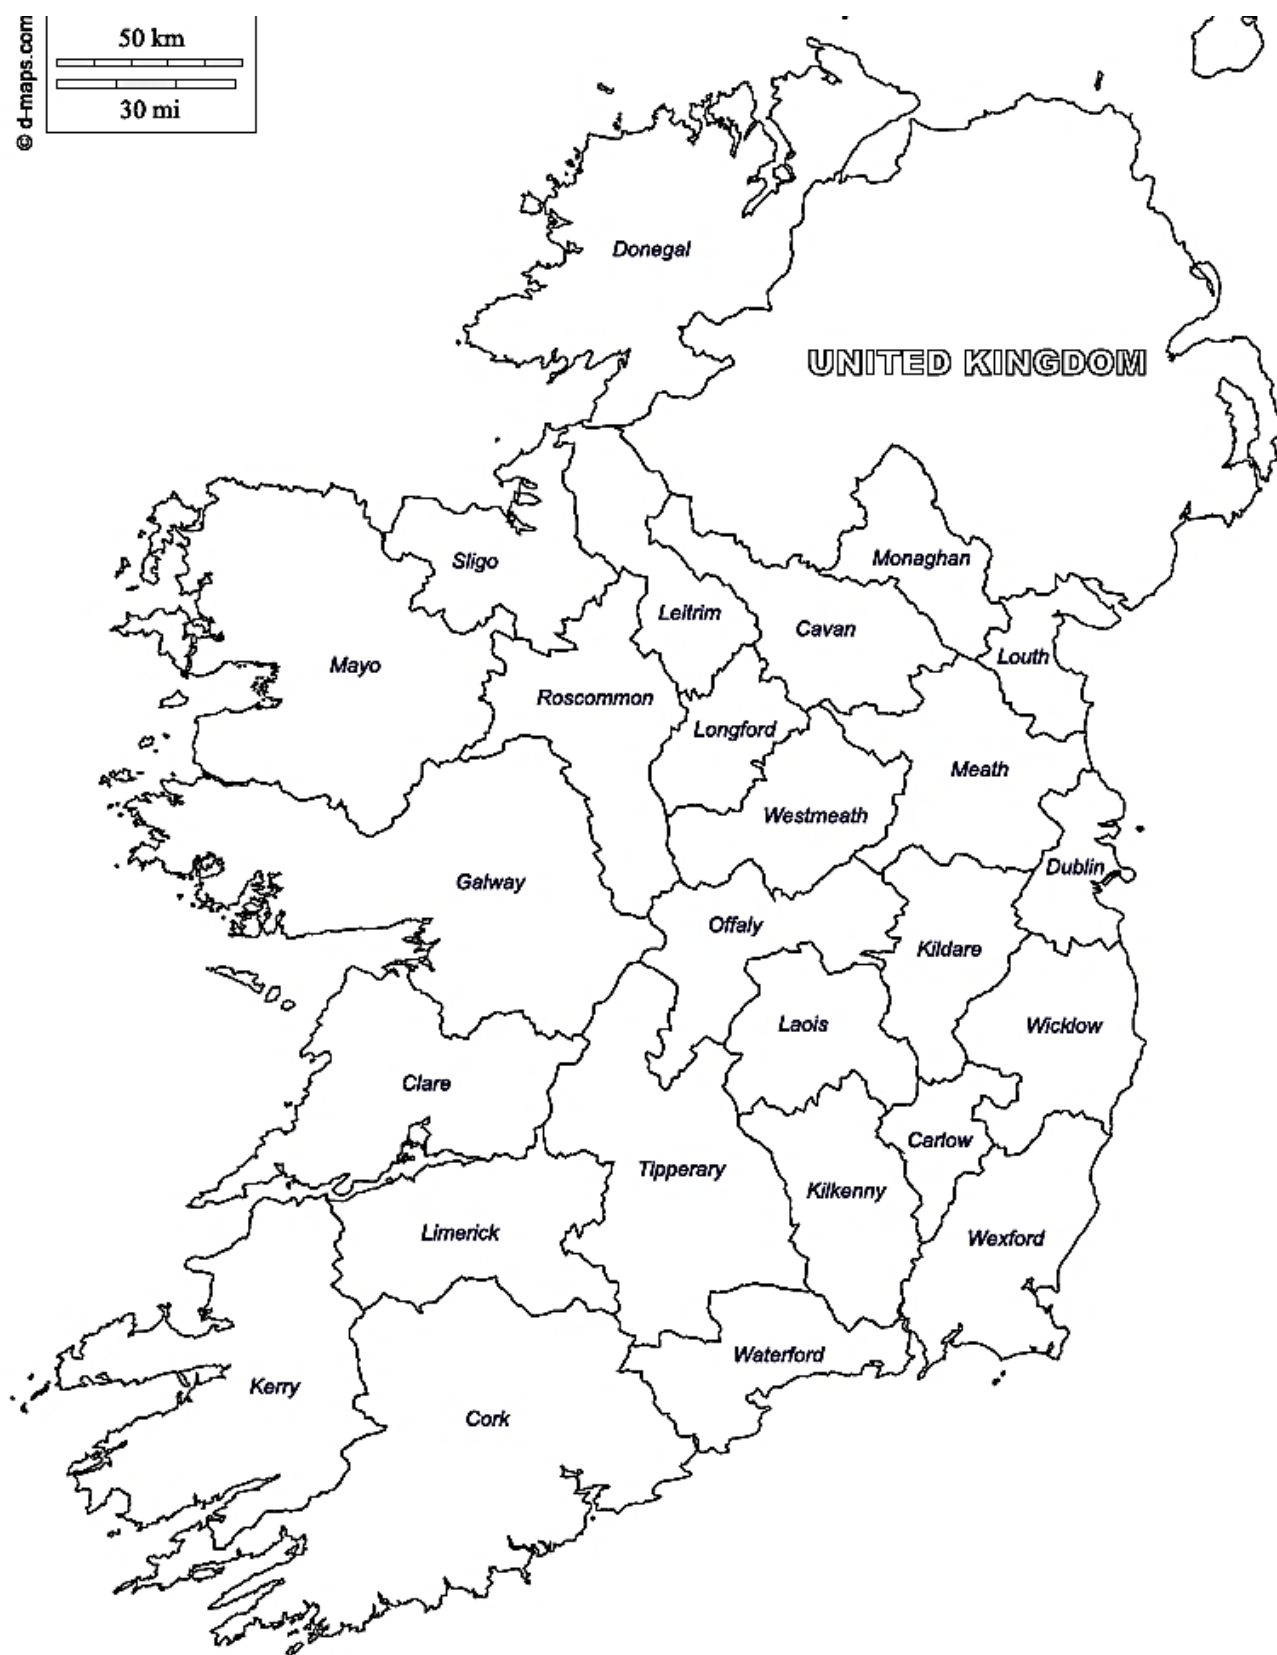 50 km
30 mi
© d-maps.com
Donegal
UNITED KINGDOM
Monaghan
Sligo
Leitrim
Cavan
Louth
Mayo
Roscommon
Longford
Meath
Westmeath
Dublin
Galway
Offaly
Kildare
Laois
Wicklow
Clare
Carlow
Tipperary
Kilkenny
Limerick
Wexford
Waterford
Kerry
Cork